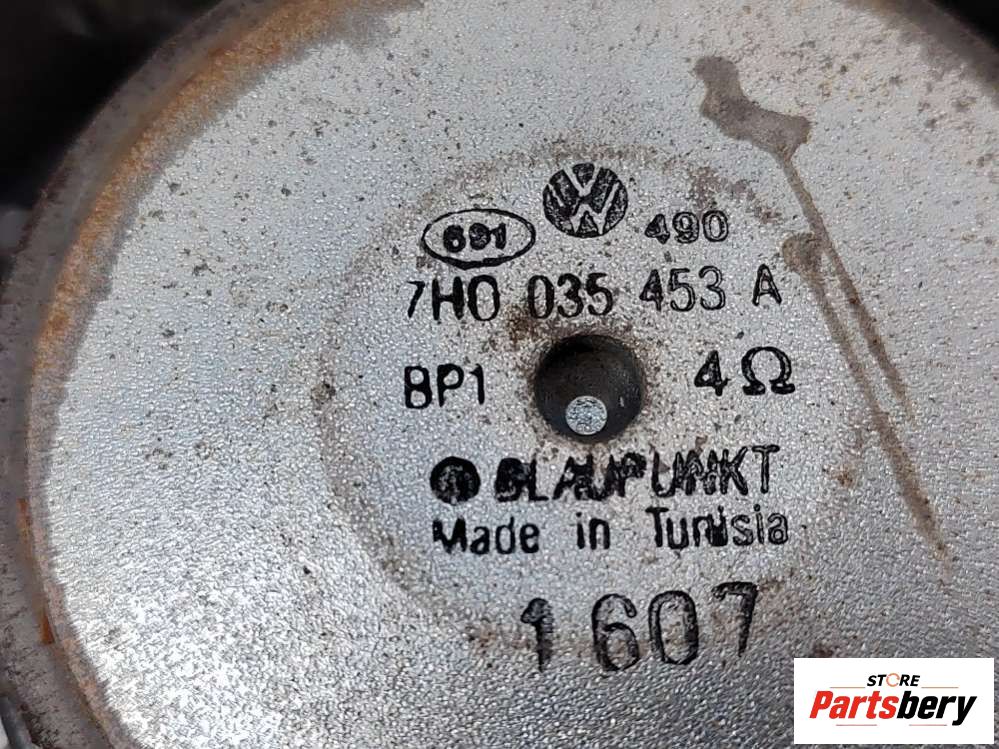 691 490
7H0 035 453 A
BP1 4Ω
BLAUPUNKT
Made in Tunisia
1607
STORE
Partsbery